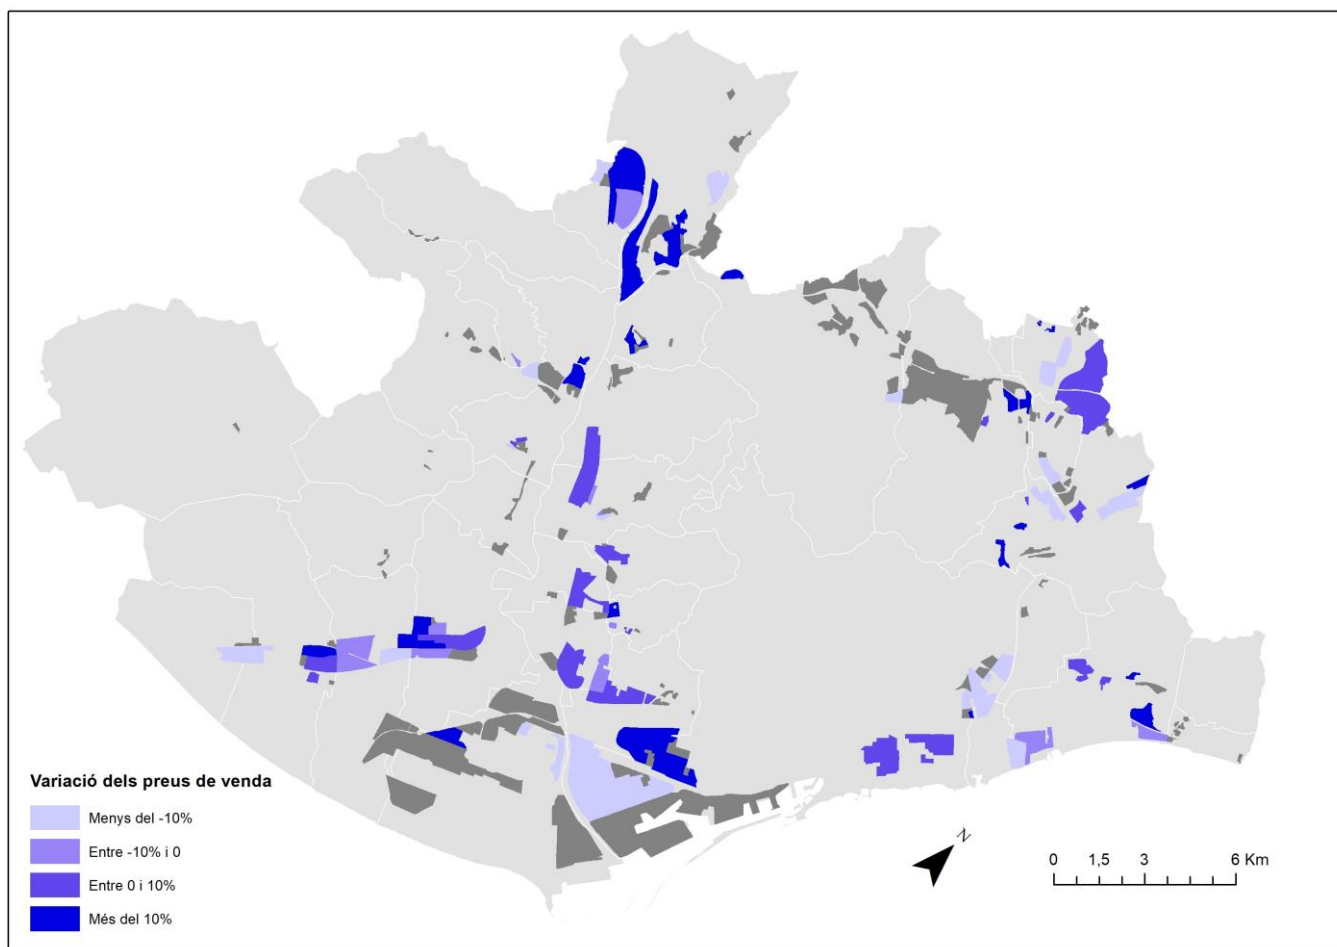 Variació dels preus de venda
Menys del -10%
Entre -10% i 0
Entre 0 i 10%
Més del 10%
N
0 1,5 3 6 Km